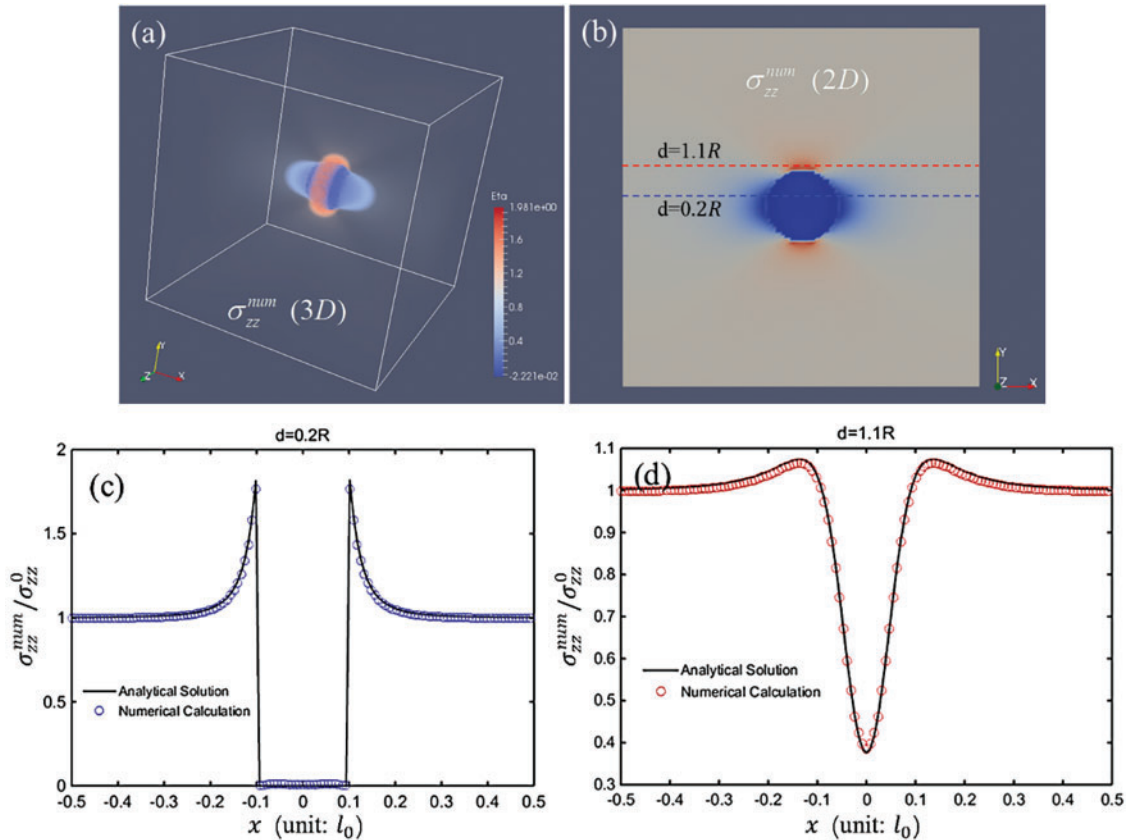 (a)
Eta
1.981e+00
1.6
1.2
0.8
0.4
-2.221e-02
σ_zz^num (3D)
Y
Z
X
(b)
σ_zz^num (2D)
d=1.1R
d=0.2R
Y
Z
X
d=0.2R
(c)
2
1.5
1
0.5
0
σ_zz^num/σ_zz^0
Analytical Solution
Numerical Calculation
-0.5 -0.4 -0.3 -0.2 -0.1 0 0.1 0.2 0.3 0.4 0.5
x (unit: l_0)
d=1.1R
(d)
1.1
1
0.9
0.8
0.7
0.6
0.5
0.4
0.3
σ_zz^num/σ_zz^0
Analytical Solution
Numerical Calculation
-0.5 -0.4 -0.3 -0.2 -0.1 0 0.1 0.2 0.3 0.4 0.5
x (unit: l_0)